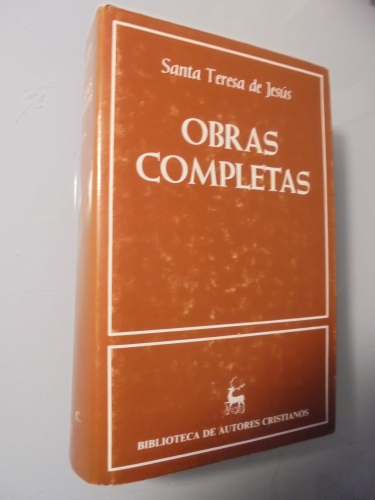 Santa Teresa de Jesús
OBRAS
COMPLETAS
BIBLIOTECA DE AUTORES CRISTIANOS